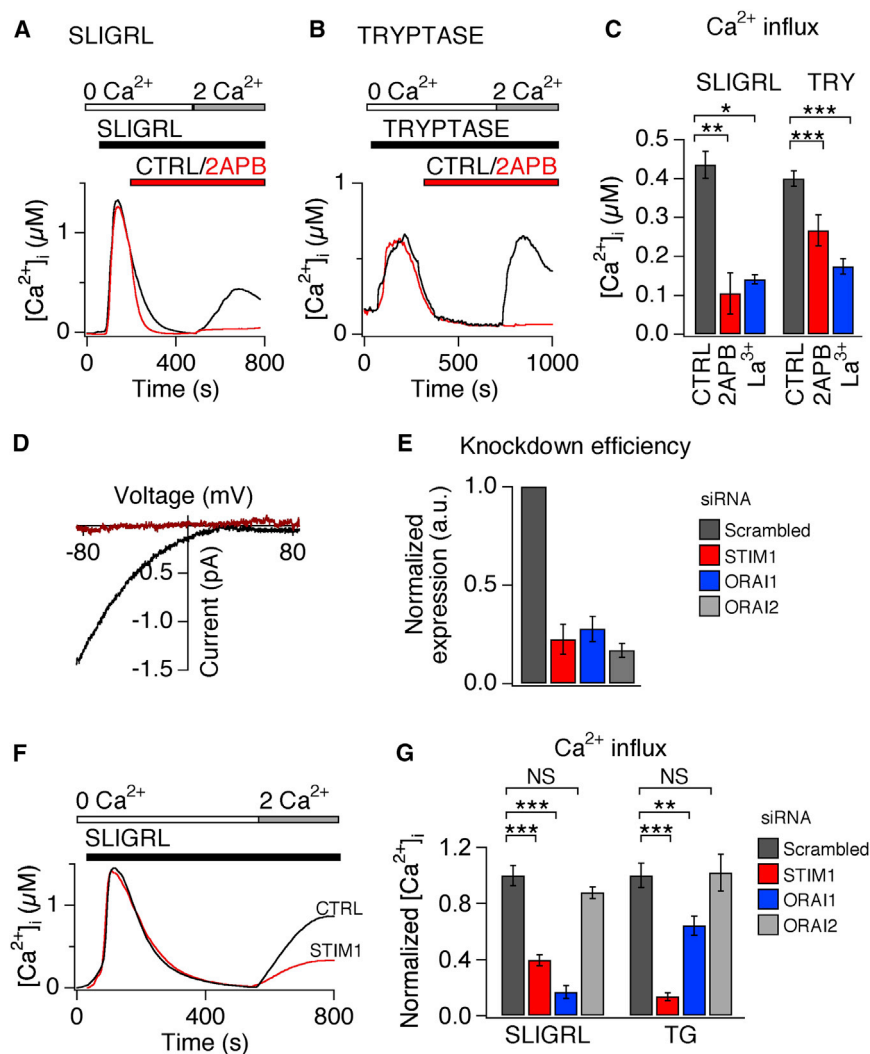 A SLIGRL
0 Ca2+ 2 Ca2+
SLIGRL
CTRL/2APB
[Ca2+]i (µM)
1
0
0 400 800
Time (s)
B TRYPTASE
0 Ca2+ 2 Ca2+
TRYPTASE
CTRL/2APB
[Ca2+]i (µM)
1
0
0 500 1000
Time (s)
C Ca2+ influx
SLIGRL TRY
* ***
** ***
[Ca2+]i (µM)
0.5
0.4
0.3
0.2
0.1
0.0
CTRL
2APB
La3+
CTRL
2APB
La3+
D
Voltage (mV)
-80 80
0.5
-1.0
-1.5
Current (pA)
E Knockdown efficiency
Normalized
expression (a.u.)
1.0
0.5
0.0
siRNA
Scrambled
STIM1
ORAI1
ORAI2
F
0 Ca2+ 2 Ca2+
SLIGRL
[Ca2+]i (µM)
1
0
CTRL
STIM1
0 400 800
Time (s)
G Ca2+ influx
NS NS
*** **
*** ***
Normalized [Ca2+]i
1.2
0.8
0.4
0.0
SLIGRL TG
siRNA
Scrambled
STIM1
ORAI1
ORAI2